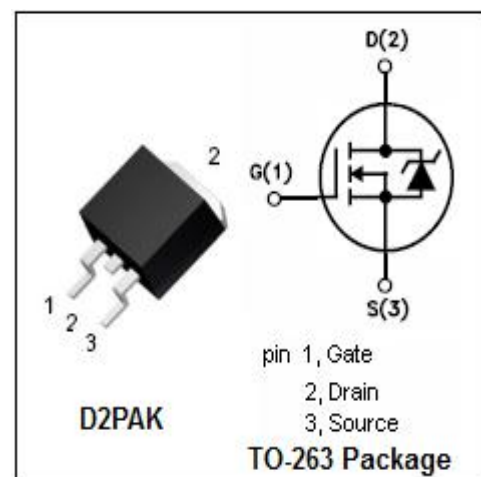 D(2)
G(1)
S(3)
2
1
2
3
D2PAK
pin 1, Gate
2, Drain
3, Source
TO-263 Package